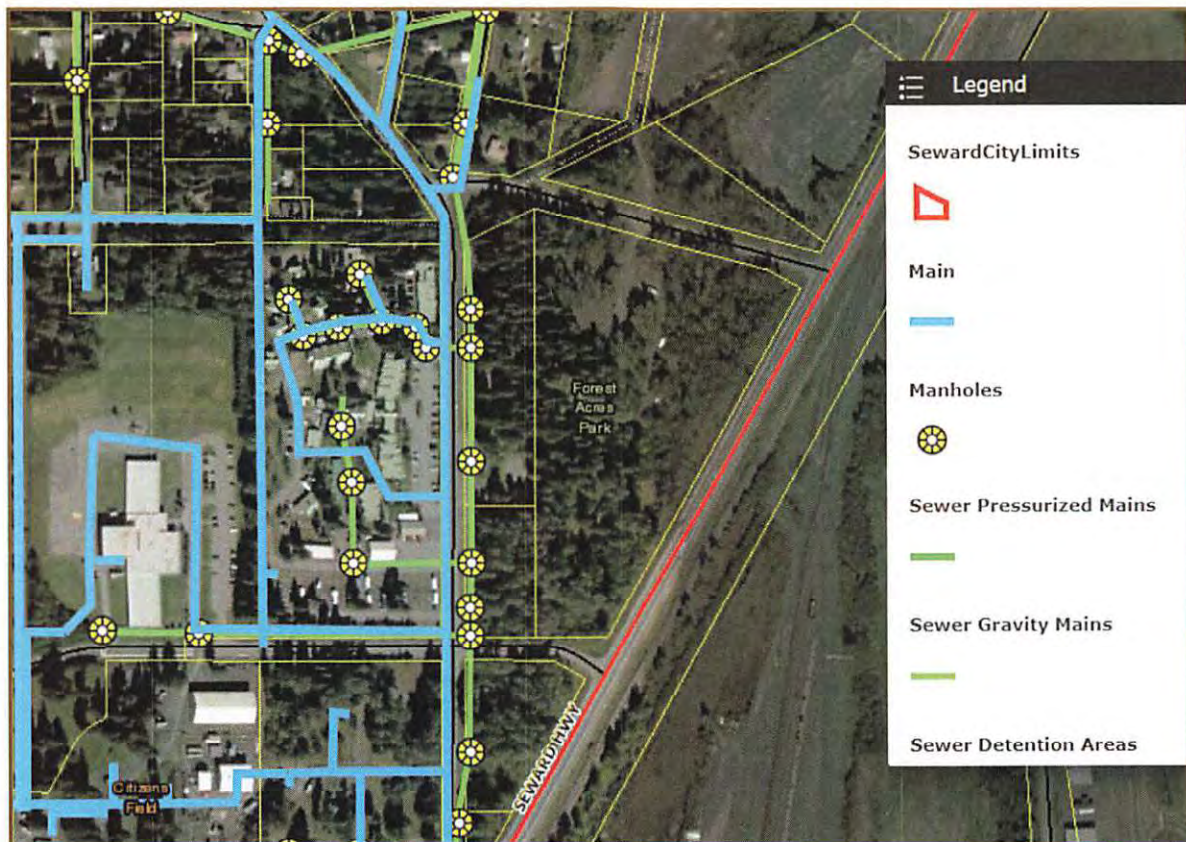 Legend
SewardCityLimits
Main
Manholes
Sewer Pressurized Mains
Sewer Gravity Mains
Sewer Detention Areas
Forest
Acres
Park
SEWARD HWY
Citizens
Field